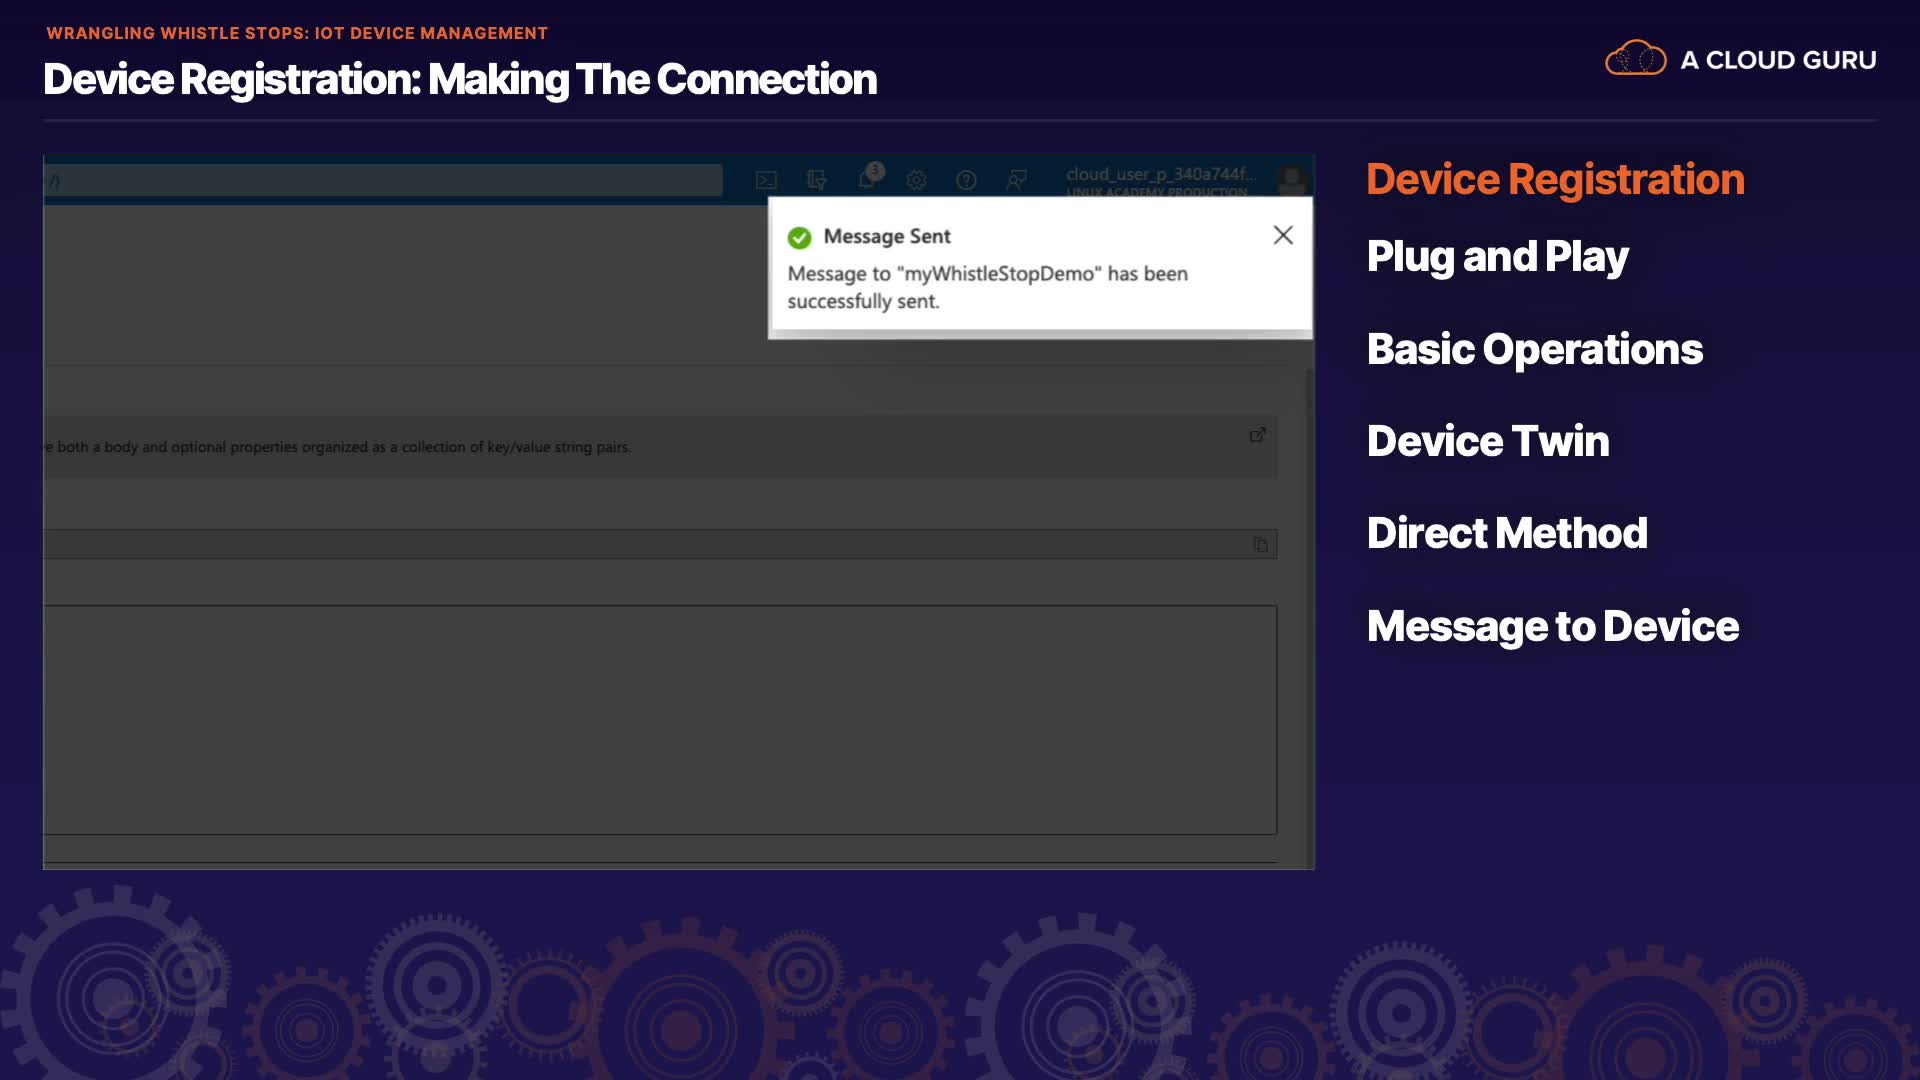 WRANGLING WHISTLE STOPS: IOT DEVICE MANAGEMENT
Device Registration: Making The Connection
A CLOUD GURU
/)
3
cloud_user_p_340a744f...
LINUX ACADEMY PRODUCTION
Message Sent
Message to "myWhistleStopDemo" has been
successfully sent.
e both a body and optional properties organized as a collection of key/value string pairs.
Device Registration
Plug and Play
Basic Operations
Device Twin
Direct Method
Message to Device